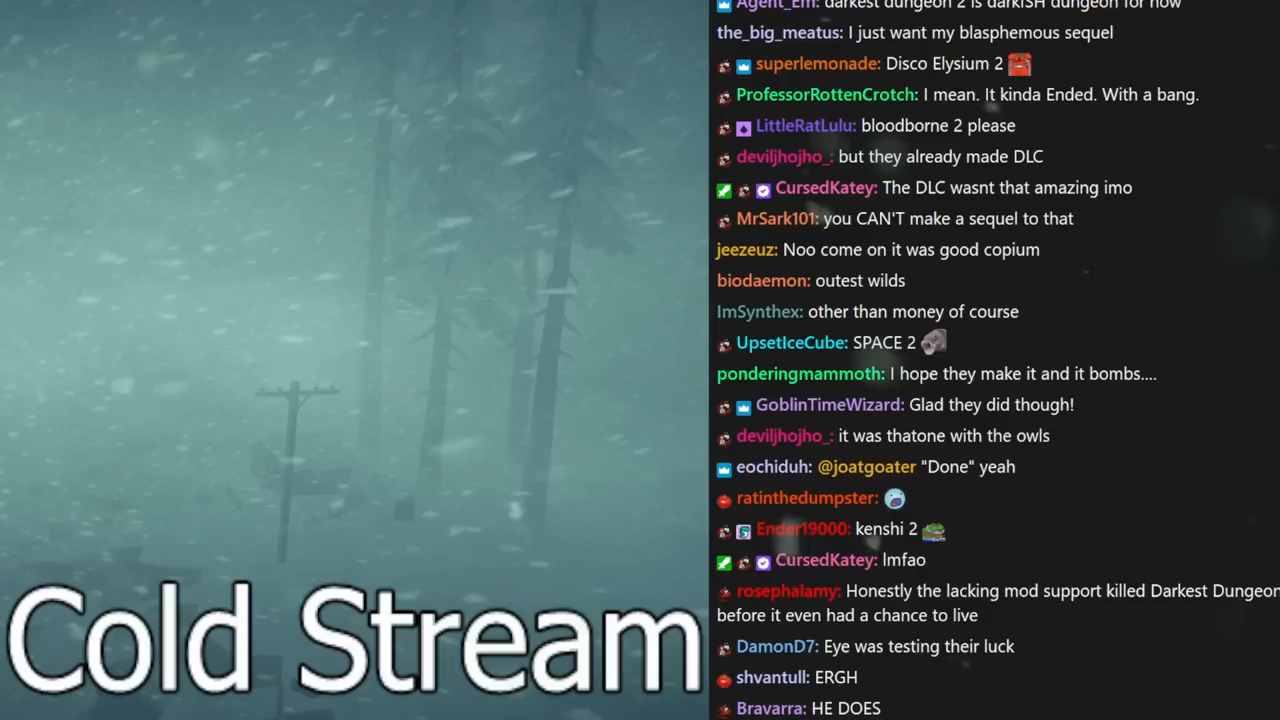 Agent_Em: darkest dungeon 2 is darkISH dungeon for now
the_big_meatus: I just want my blasphemous sequel
superlemonade: Disco Elysium 2
ProfessorRottenCrotch: I mean. It kinda Ended. With a bang.
LittleRatLulu: bloodborne 2 please
deviljhojho_: but they already made DLC
CursedKatey: The DLC wasnt that amazing imo
MrSark101: you CAN'T make a sequel to that
jeezeuz: Noo come on it was good copium
biodaemon: outest wilds
ImSynthex: other than money of course
UpsetIceCube: SPACE 2
ponderingmammoth: I hope they make it and it bombs....
GoblinTimeWizard: Glad they did though!
deviljhojho_: it was thatone with the owls
eochiduh: @joatgoater "Done" yeah
ratinthedumpster:
Ender19000: kenshi 2
CursedKatey: lmfao
rosephalamy: Honestly the lacking mod support killed Darkest Dungeon
before it even had a chance to live
DamonD7: Eye was testing their luck
shvantull: ERGH
Bravarra: HE DOES
Cold Stream